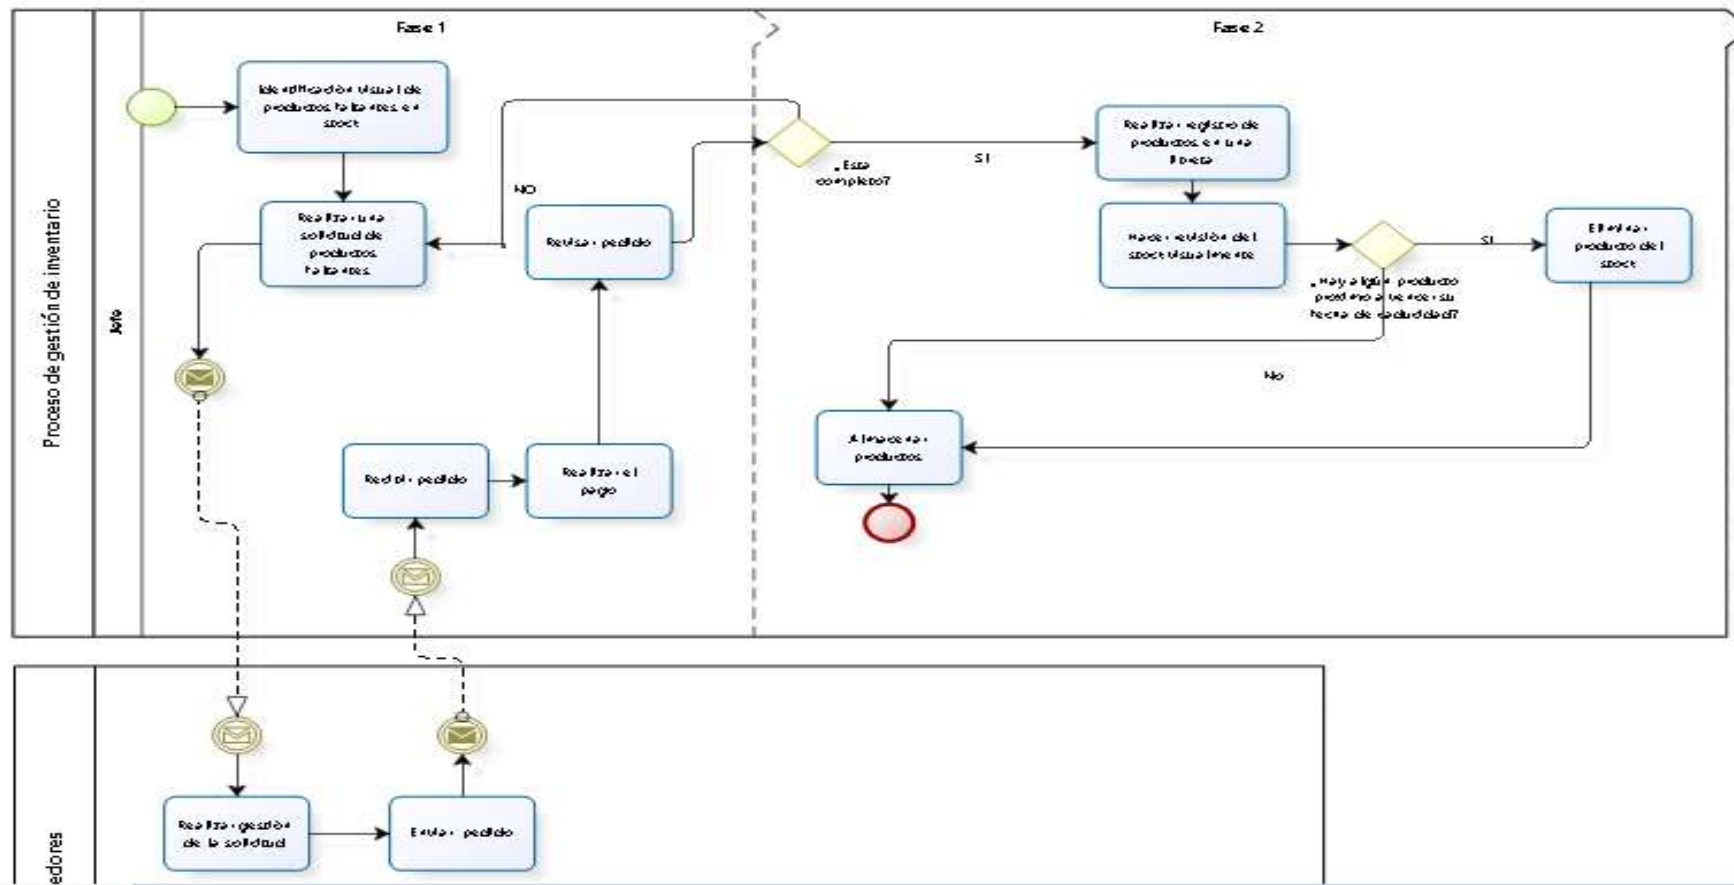 Fase 1
Fase 2
Proceso de gestión de inventario
Jefe
Identificación visual de
productos faltantes en
stock
Realizar una
solicitud de
productos
faltantes
NO
Revisar pedido
¿Esta
completo?
SI
Realizar registro de
productos en una
libreta
Hacer revisión del
stock visualmente
¿Hay algún producto
próximo a vencer su
fecha de caducidad?
SI
Eliminar
producto del
stock
No
Almacenar
productos
Recibir pedido
Realizar el
pago
edores
Realizar gestión
de la solicitud
Enviar pedido